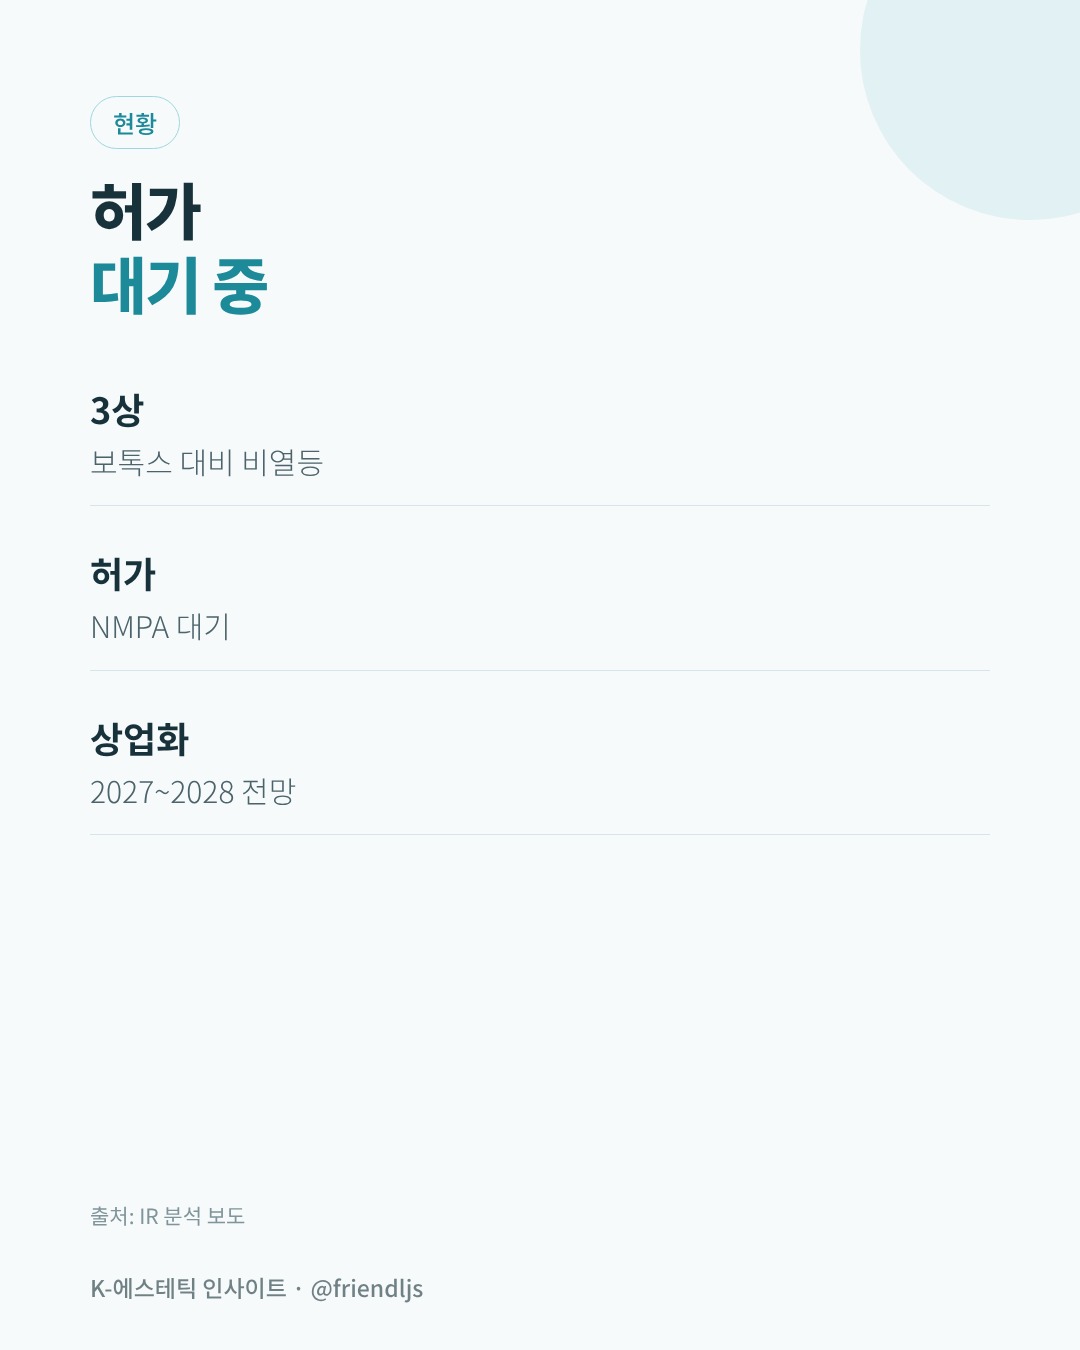 현황
허가
대기 중
3상
보톡스 대비 비열등
허가
NMPA 대기
상업화
2027~2028 전망
출처: IR 분석 보도
K-에스테틱 인사이트 · @friendljs